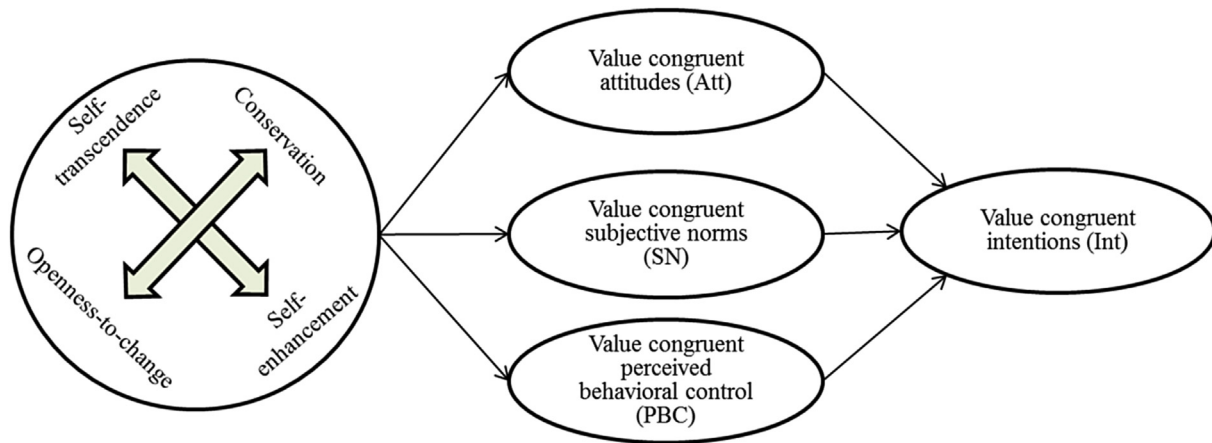 Self-
transcendence
Conservation
Openness-to-change
Self-
enhancement
Value congruent
attitudes (Att)
Value congruent
subjective norms
(SN)
Value congruent
perceived
behavioral control
(PBC)
Value congruent
intentions (Int)